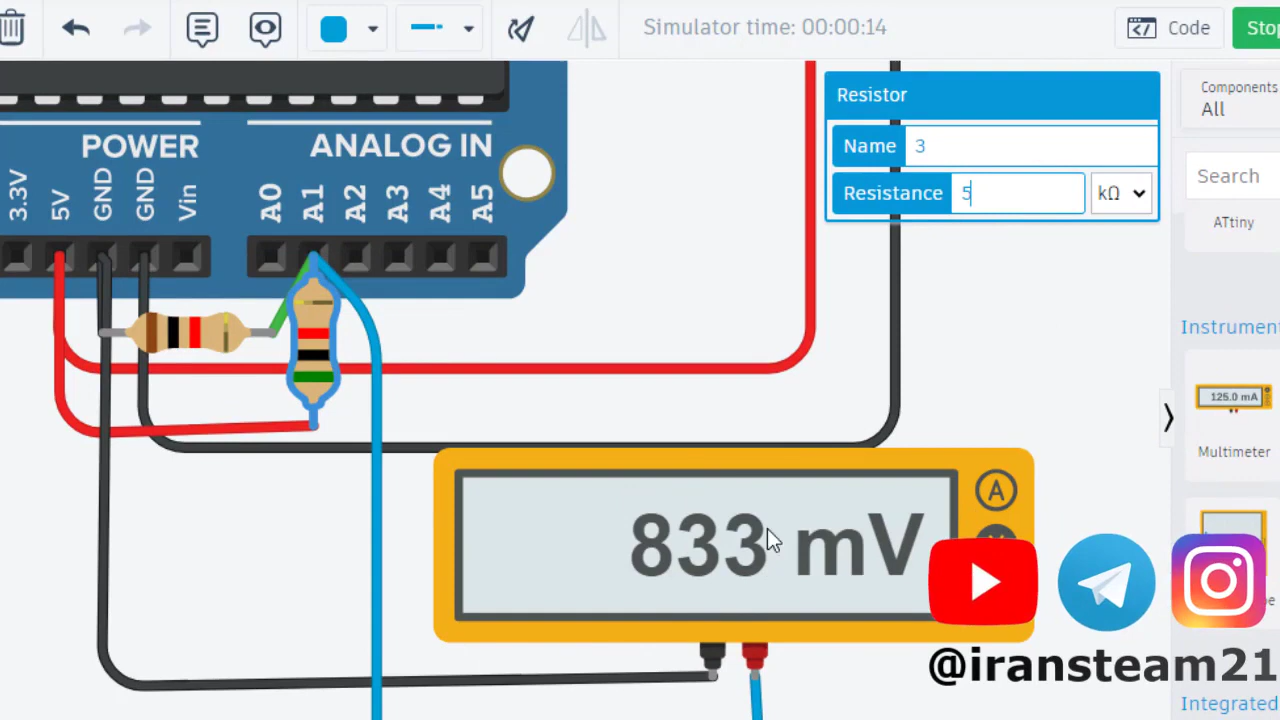 Simulator time: 00:00:14
Code
Sto
Resistor
Name 3
Resistance 5 kΩ
Components
All
Search
ATtiny
POWER
ANALOG IN
3.3V
5V
GND
GND
Vin
A0
A1
A2
A3
A4
A5
Instrumen
125.0 mA
Multimeter
A
833 mV
@iransteam21
Integrated